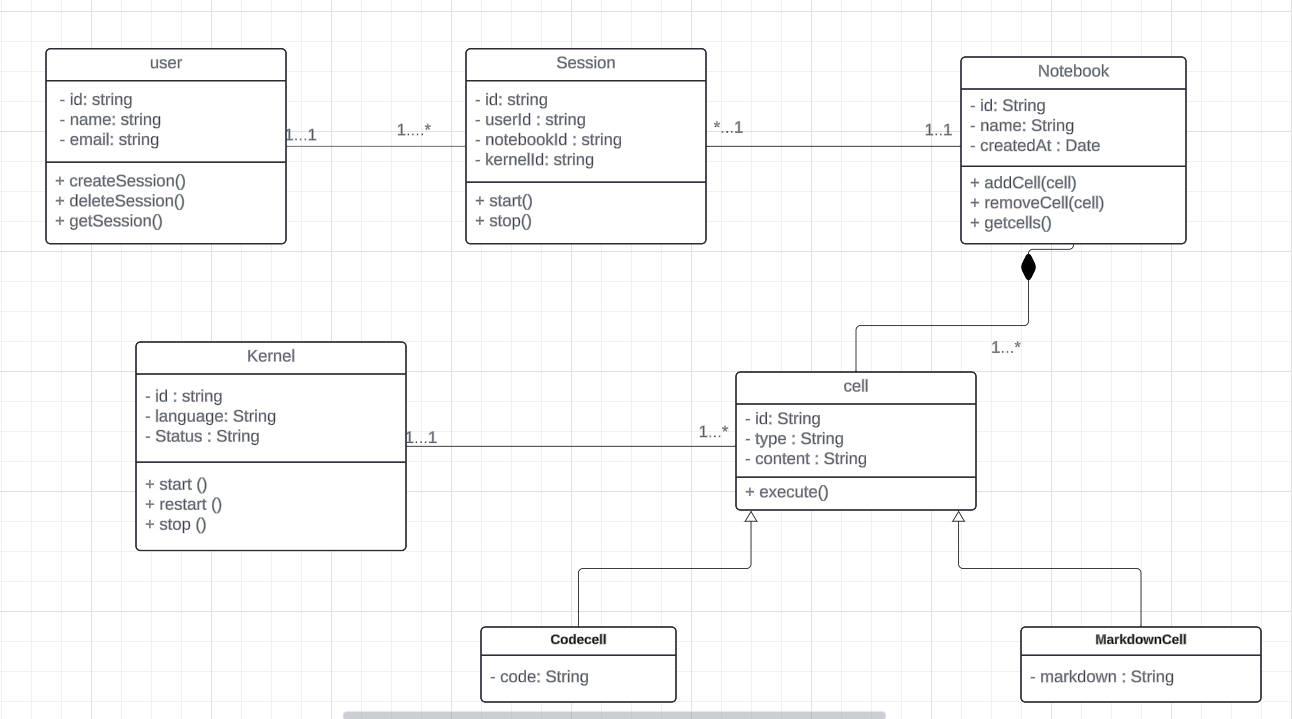 user
- id: string
- name: string
- email: string
+ createSession()
+ deleteSession()
+ getSession()
1...1
1....*
Session
- id: string
- userId : string
- notebookId : string
- kernelId: string
+ start()
+ stop()
*...1
1..1
Notebook
- id: String
- name: String
- createdAt : Date
+ addCell(cell)
+ removeCell(cell)
+ getcells()
1...*
Kernel
- id : string
- language: String
- Status : String
+ start ()
+ restart ()
+ stop ()
1...1
1...*
cell
- id: String
- type : String
- content : String
+ execute()
Codecell
- code: String
MarkdownCell
- markdown : String